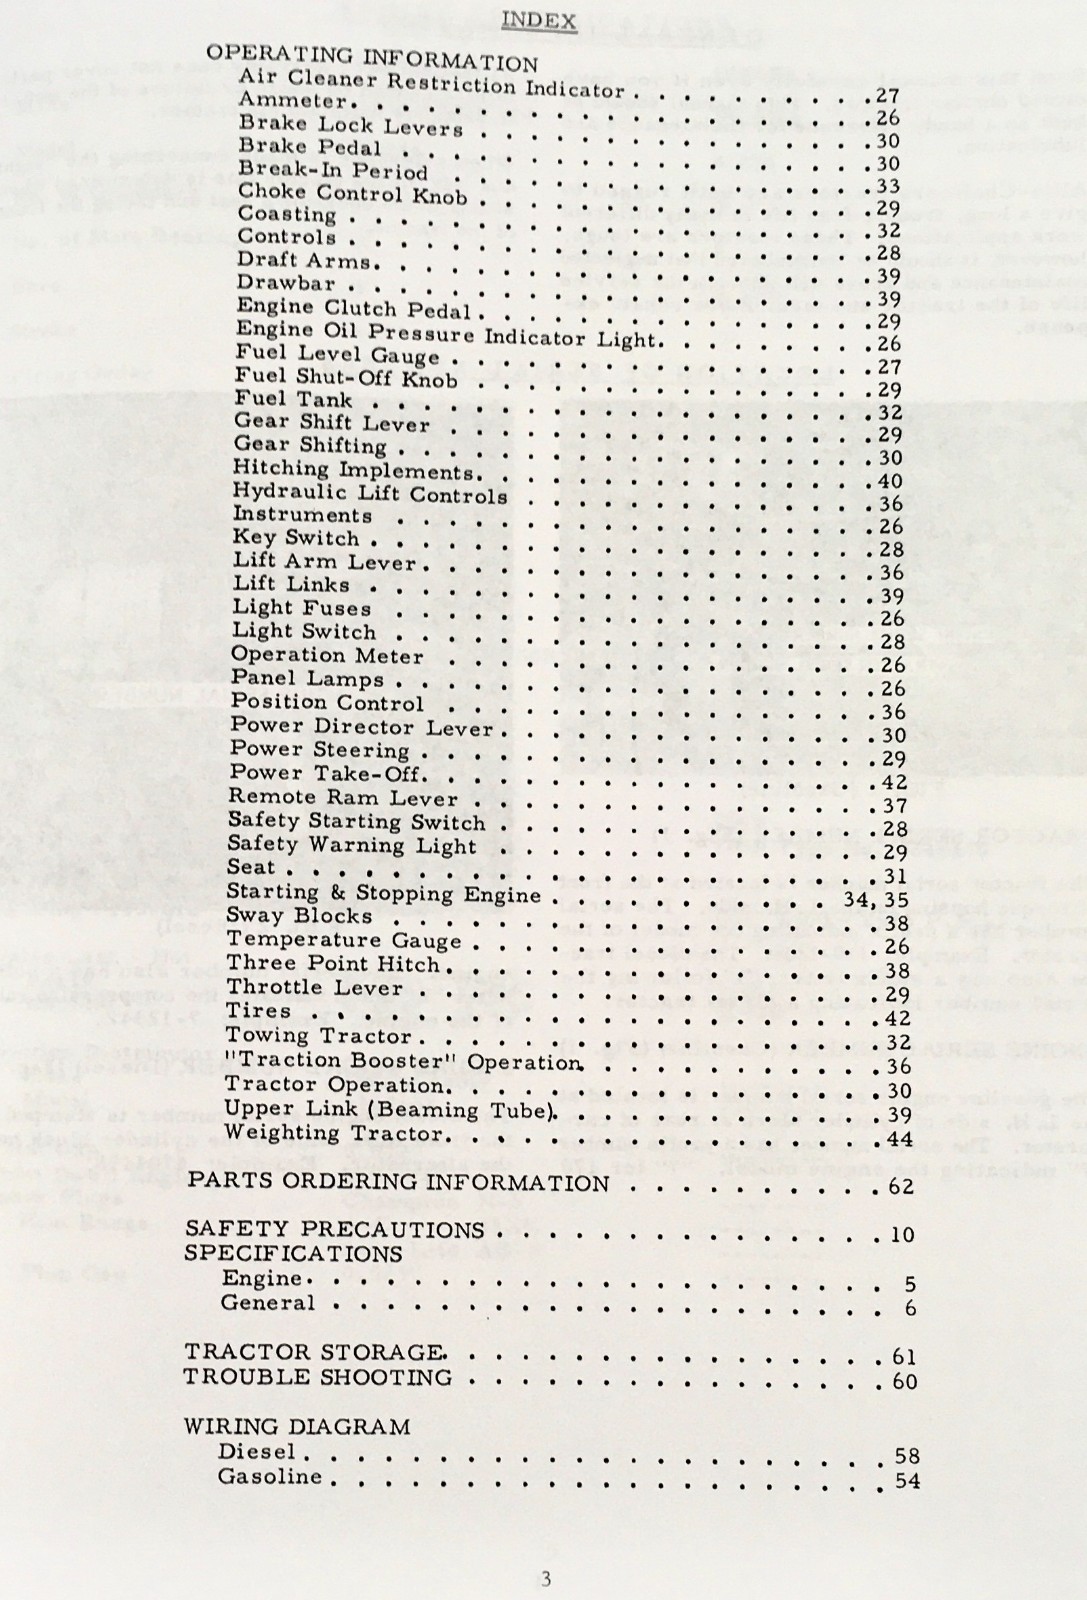 INDEX
OPERATING INFORMATION
Air Cleaner Restriction Indicator . . . . . . . . . . 27
Ammeter. . . . . . . . . . . . . . . . . . . . . 26
Brake Lock Levers . . . . . . . . . . . . . . . . 30
Brake Pedal . . . . . . . . . . . . . . . . . . . 30
Break-In Period . . . . . . . . . . . . . . . . . 33
Choke Control Knob . . . . . . . . . . . . . . . . 29
Coasting . . . . . . . . . . . . . . . . . . . . . 32
Controls . . . . . . . . . . . . . . . . . . . . . 28
Draft Arms. . . . . . . . . . . . . . . . . . . . 39
Drawbar . . . . . . . . . . . . . . . . . . . . . 39
Engine Clutch Pedal . . . . . . . . . . . . . . . . 29
Engine Oil Pressure Indicator Light. . . . . . . . . 26
Fuel Level Gauge . . . . . . . . . . . . . . . . . 27
Fuel Shut-Off Knob . . . . . . . . . . . . . . . . 29
Fuel Tank . . . . . . . . . . . . . . . . . . . . 32
Gear Shift Lever . . . . . . . . . . . . . . . . . 29
Gear Shifting . . . . . . . . . . . . . . . . . . . 30
Hitching Implements. . . . . . . . . . . . . . . . 40
Hydraulic Lift Controls . . . . . . . . . . . . . . 36
Instruments . . . . . . . . . . . . . . . . . . . 26
Key Switch . . . . . . . . . . . . . . . . . . . . 28
Lift Arm Lever . . . . . . . . . . . . . . . . . . 36
Lift Links . . . . . . . . . . . . . . . . . . . . 39
Light Fuses . . . . . . . . . . . . . . . . . . . 26
Light Switch . . . . . . . . . . . . . . . . . . . 28
Operation Meter . . . . . . . . . . . . . . . . . 26
Panel Lamps . . . . . . . . . . . . . . . . . . . 26
Position Control . . . . . . . . . . . . . . . . . 36
Power Director Lever . . . . . . . . . . . . . . . 30
Power Steering . . . . . . . . . . . . . . . . . . 29
Power Take-Off. . . . . . . . . . . . . . . . . . 42
Remote Ram Lever . . . . . . . . . . . . . . . . 37
Safety Starting Switch . . . . . . . . . . . . . . 28
Safety Warning Light . . . . . . . . . . . . . . . 29
Seat . . . . . . . . . . . . . . . . . . . . . . . 31
Starting & Stopping Engine . . . . . . . . . . . 34, 35
Sway Blocks . . . . . . . . . . . . . . . . . . . 38
Temperature Gauge . . . . . . . . . . . . . . . . 26
Three Point Hitch . . . . . . . . . . . . . . . . . 38
Throttle Lever . . . . . . . . . . . . . . . . . . 29
Tires . . . . . . . . . . . . . . . . . . . . . . 42
Towing Tractor . . . . . . . . . . . . . . . . . . 32
"Traction Booster" Operation. . . . . . . . . . . . 36
Tractor Operation. . . . . . . . . . . . . . . . . 30
Upper Link (Beaming Tube). . . . . . . . . . . . . 39
Weighting Tractor. . . . . . . . . . . . . . . . . 44
PARTS ORDERING INFORMATION . . . . . . . . . . 62
SAFETY PRECAUTIONS . . . . . . . . . . . . . . . 10
SPECIFICATIONS
Engine . . . . . . . . . . . . . . . . . . . . . . 5
General . . . . . . . . . . . . . . . . . . . . . 6
TRACTOR STORAGE. . . . . . . . . . . . . . . . . 61
TROUBLE SHOOTING . . . . . . . . . . . . . . . . 60
WIRING DIAGRAM
Diesel . . . . . . . . . . . . . . . . . . . . . . 58
Gasoline . . . . . . . . . . . . . . . . . . . . . 54
3